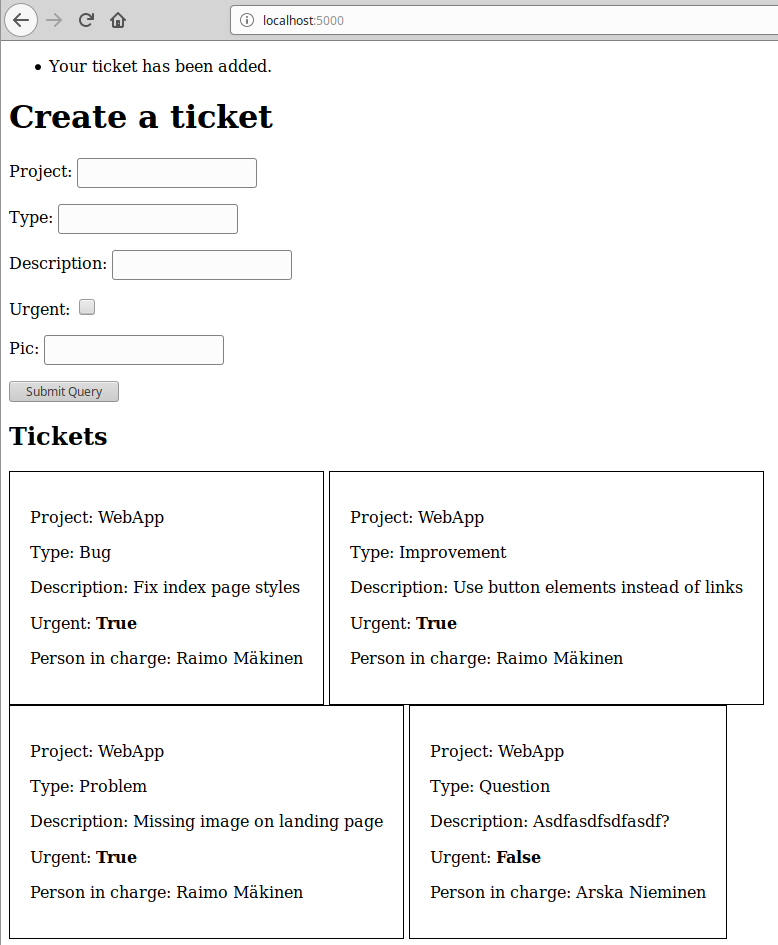 localhost:5000
Your ticket has been added.
Create a ticket
Project:
Type:
Description:
Urgent:
Pic:
Submit Query
Tickets
Project: WebApp
Type: Bug
Description: Fix index page styles
Urgent: True
Person in charge: Raimo Mäkinen
Project: WebApp
Type: Improvement
Description: Use button elements instead of links
Urgent: True
Person in charge: Raimo Mäkinen
Project: WebApp
Type: Problem
Description: Missing image on landing page
Urgent: True
Person in charge: Raimo Mäkinen
Project: WebApp
Type: Question
Description: Asdfasdfsdfasdf?
Urgent: False
Person in charge: Arska Nieminen